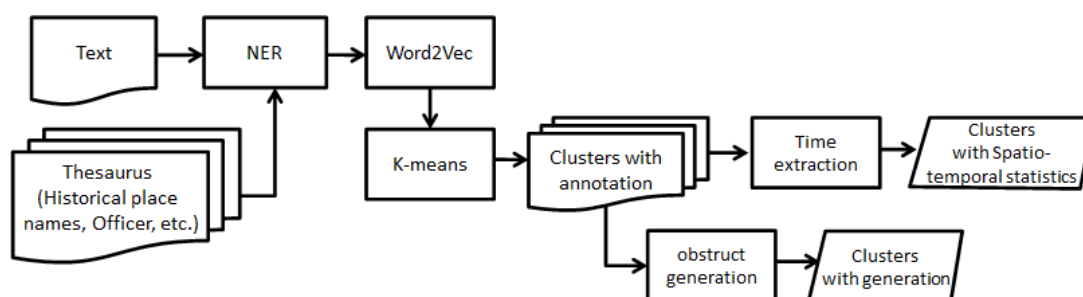 Text
NER
Word2Vec
Thesaurus
(Historical place
names, Officer, etc.)
K-means
Clusters with
annotation
Time
extraction
Clusters
with Spatio-
temporal statistics
obstruct
generation
Clusters
with generation